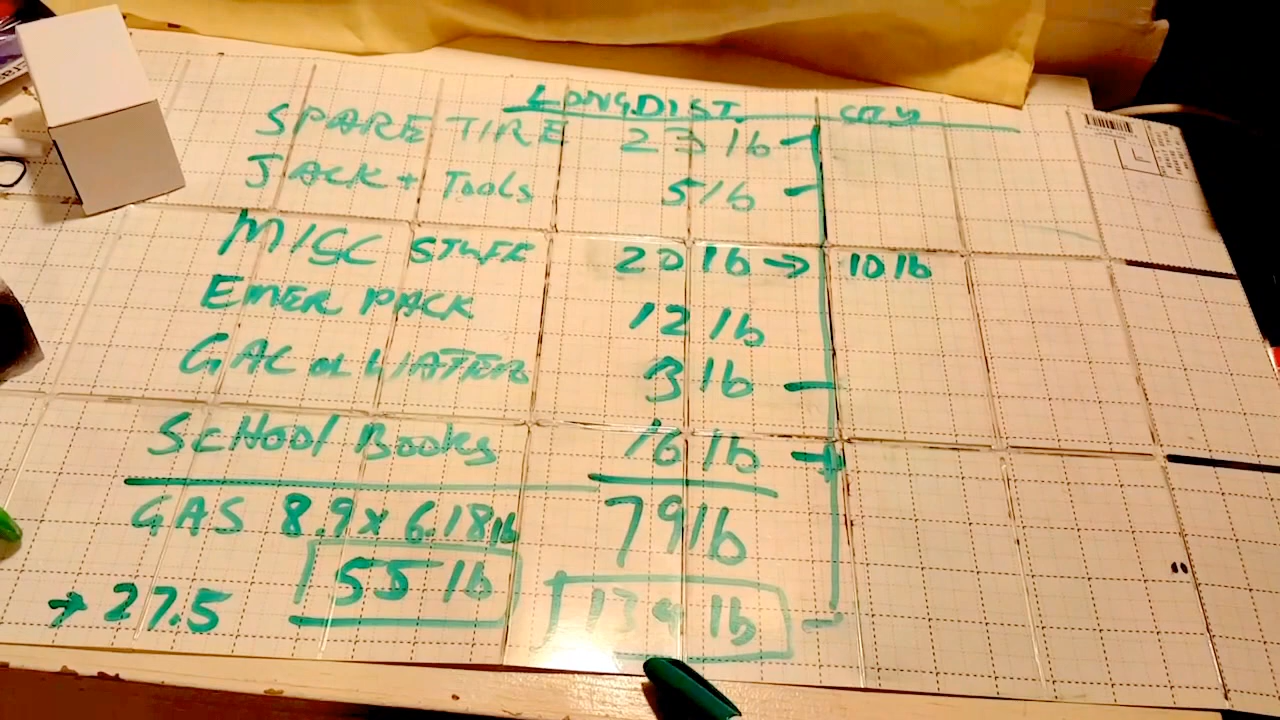 LONG.DIST. CITY
SPARE TIRE 23 lb
JACK + Tools 5 lb
MISC STUFF 20 lb → 10 lb
EMER PACK 12 lb
GAL OF WATER 3 lb
SCHOOl BOOks 16 lb
GAS 8.9 x 6.18 lb 79 lb
55 lb 134 lb
→ 27.5